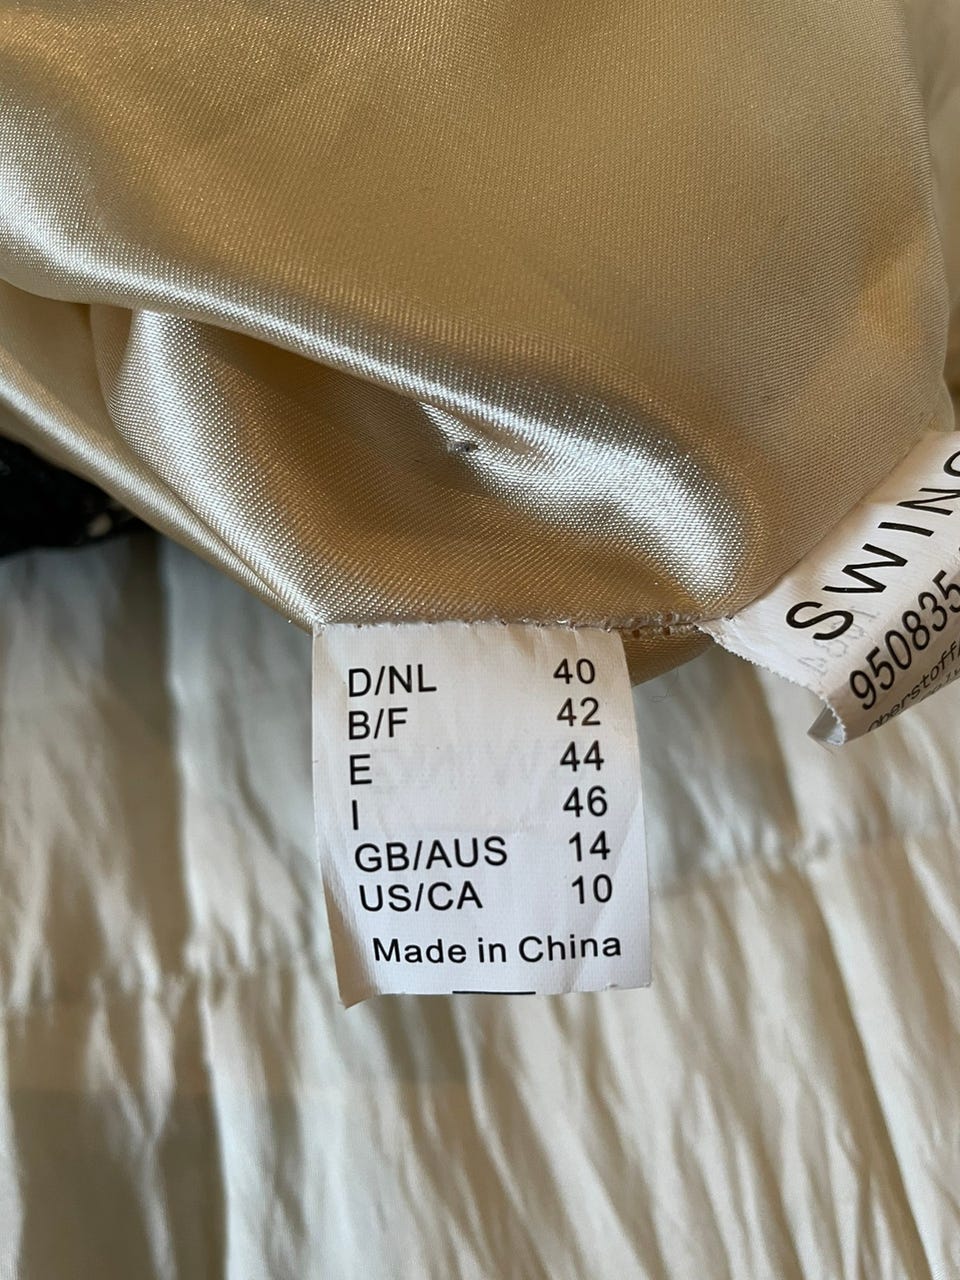 D/NL 40
B/F 42
E 44
I 46
GB/AUS 14
US/CA 10
Made in China
SWING
950835